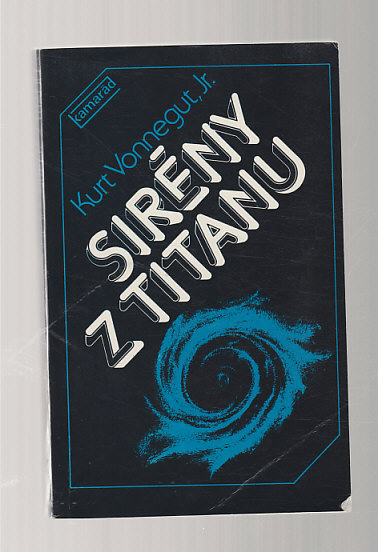 kamarád
Kurt Vonnegut, Jr.
SIRÉNY
Z TITANU